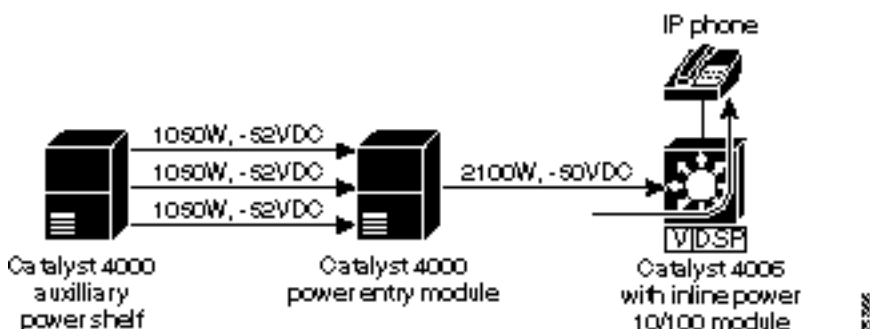 IP phone
1050W, -52VDC
1050W, -52VDC
1050W, -52VDC
2100W, -50VDC
V DSP
Catalyst 4000
auxilliary
power shelf
Catalyst 4000
power entry module
Catalyst 4006
with inline power
10/100 module